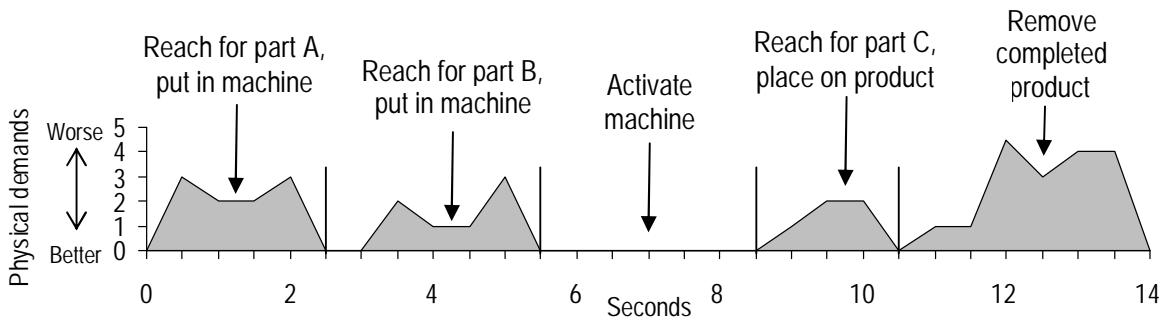 Reach for part A,
put in machine
Reach for part B,
put in machine
Activate
machine
Reach for part C,
place on product
Remove
completed
product
Physical demands
Worse
Better
5
4
3
2
1
0
0 2 4 6 8 10 12 14
Seconds